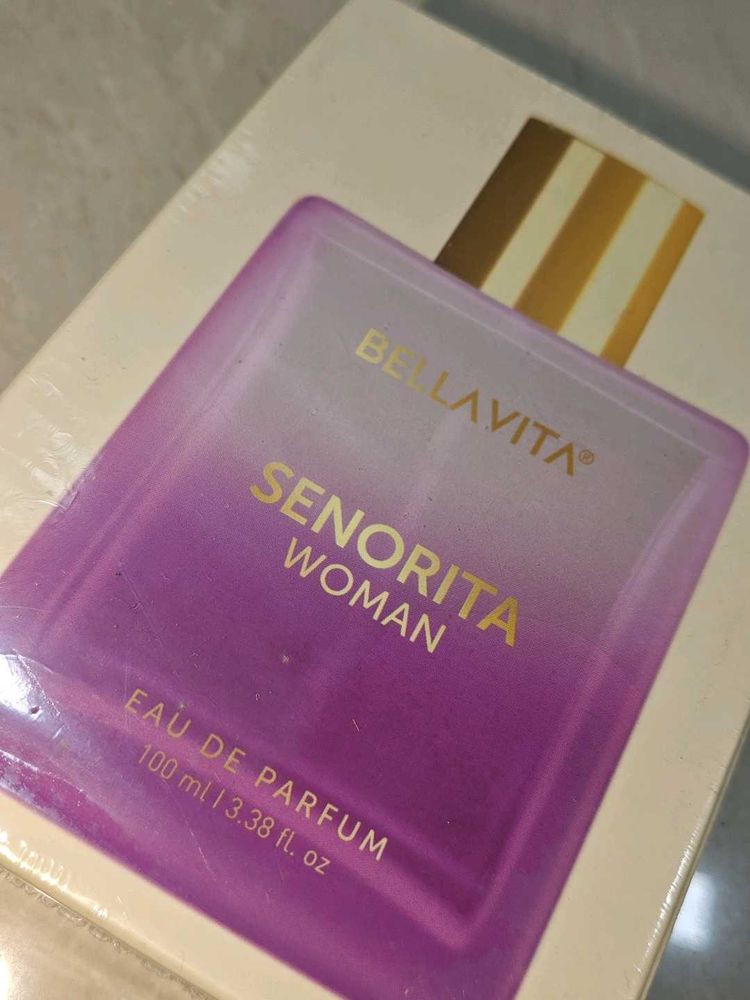 BELLAVITA®
SENORITA
WOMAN
EAU DE PARFUM
100 ml | 3.38 fl. oz